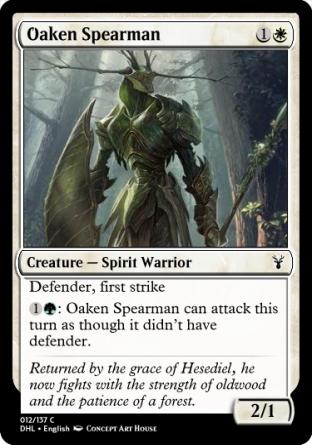 Oaken Spearman 1
Creature — Spirit Warrior
Defender, first strike
1 : Oaken Spearman can attack this
turn as though it didn't have
defender.
Returned by the grace of Hesediel, he
now fights with the strength of oldwood
and the patience of a forest.
2/1
012/137 C
DHL • English Concept Art House